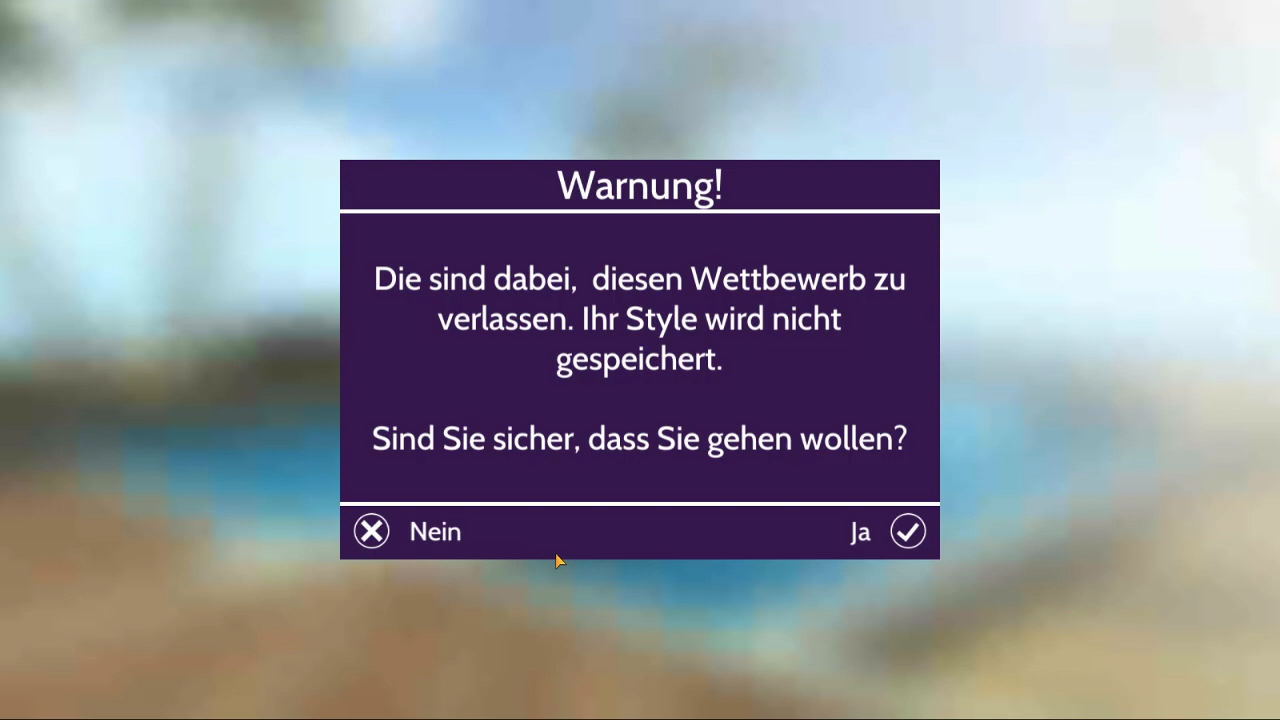 Warnung!
Die sind dabei,  diesen Wettbewerb zu
verlassen. Ihr Style wird nicht
gespeichert.
Sind Sie sicher, dass Sie gehen wollen?
Nein
Ja